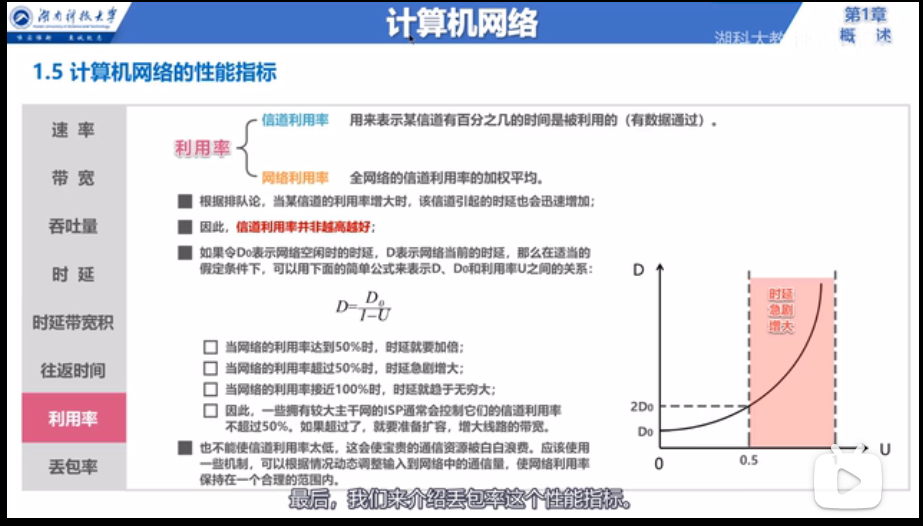 湖南科技大学
计算机网络
第1章
概 述
湖科大教
1.5 计算机网络的性能指标
速 率
带 宽
吞吐量
时 延
时延带宽积
往返时间
利用率
丢包率
利用率
信道利用率 用来表示某信道有百分之几的时间是被利用的（有数据通过）。
网络利用率 全网络的信道利用率的加权平均。
根据排队论，当某信道的利用率增大时，该信道引起的时延也会迅速增加；
因此，信道利用率并非越高越好；
如果令D₀表示网络空闲时的时延，D表示网络当前的时延，那么在适当的
假定条件下，可以用下面的简单公式来表示D、D₀和利用率U之间的关系：
D=D₀/(1-U)
当网络的利用率达到50%时，时延就要加倍；
当网络的利用率超过50%时，时延急剧增大；
当网络的利用率接近100%时，时延就趋于无穷大；
因此，一些拥有较大主干网的ISP通常会控制它们的信道利用率
不超过50%。如果超过了，就要准备扩容，增大线路的带宽。
也不能使信道利用率太低，这会使宝贵的通信资源被白白浪费。应该使用
一些机制，可以根据情况动态调整输入到网络中的通信量，使网络利用率
保持在一个合理的范围内。
D
时延
急剧
增大
2D₀
D₀
0
0.5
U
最后，我们来介绍丢包率这个性能指标。